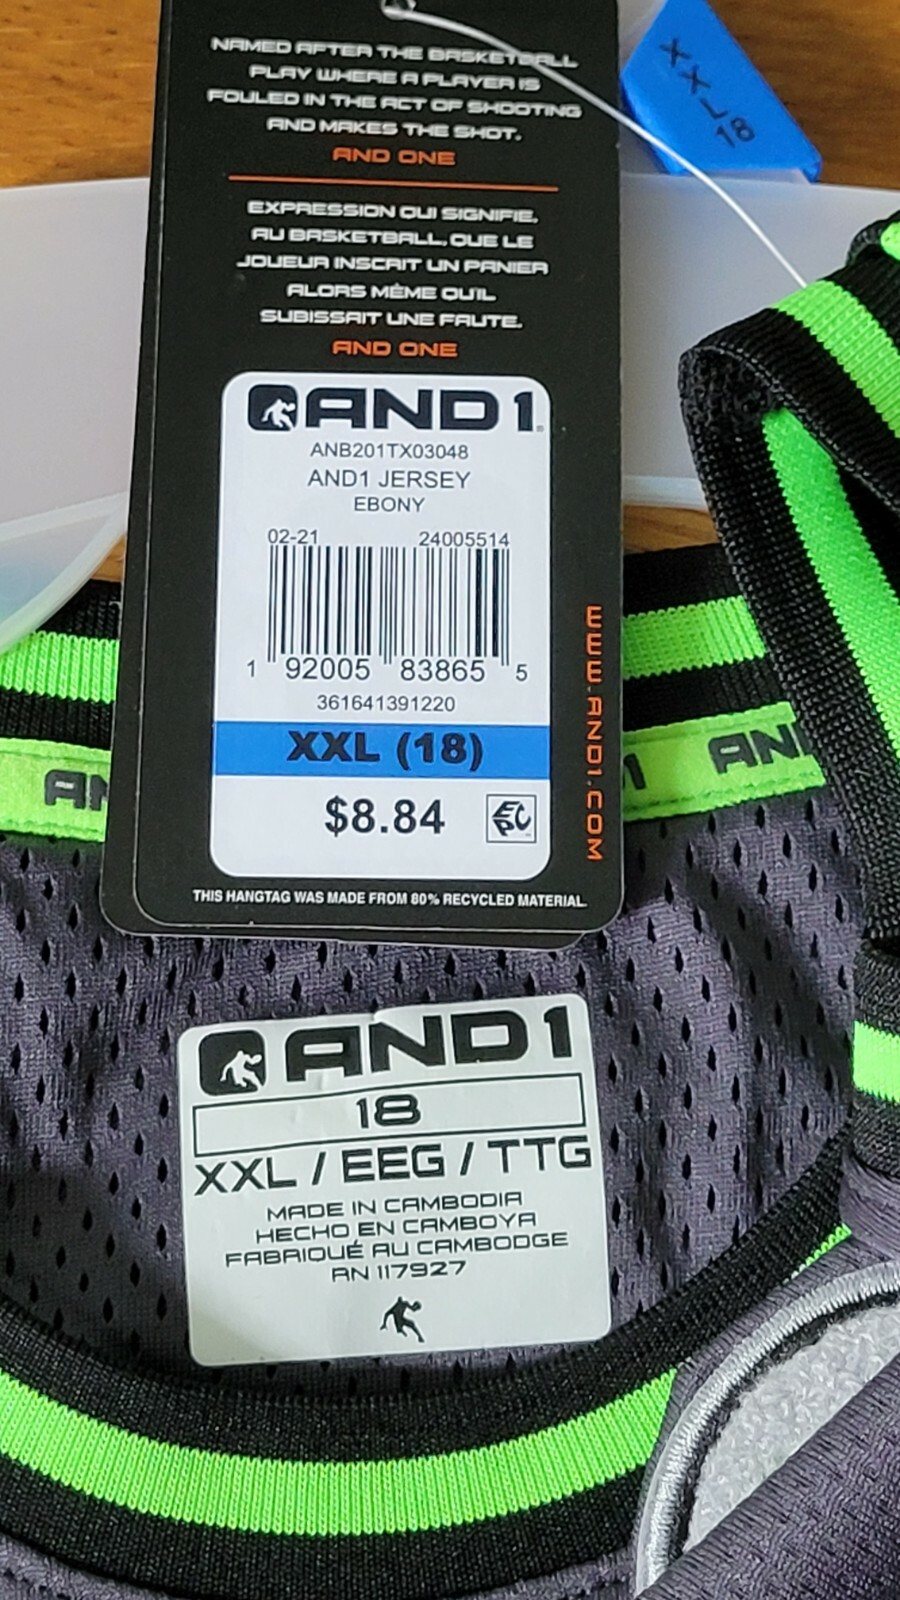 NAMED AFTER THE BASKETBALL
PLAY WHERE A PLAYER IS
FOULED IN THE ACT OF SHOOTING
AND MAKES THE SHOT.
AND ONE
EXPRESSION QUI SIGNIFIE,
AU BASKETBALL, QUE LE
JOUEUR INSCRIT UN PANIER
ALORS MÊME QU'IL
SUBISSAIT UNE FAUTE.
AND ONE
XXL
18
AND1
ANB201TX03048
AND1 JERSEY
EBONY
02-21 24005514
1 92005 83865 5
361641391220
XXL (18)
$8.84
EPC
WWW.AND1.COM
THIS HANGTAG WAS MADE FROM 80% RECYCLED MATERIAL.
AN
1
AN
AND1
18
XXL / EEG / TTG
MADE IN CAMBODIA
HECHO EN CAMBOYA
FABRIQUÉ AU CAMBODGE
RN 117927